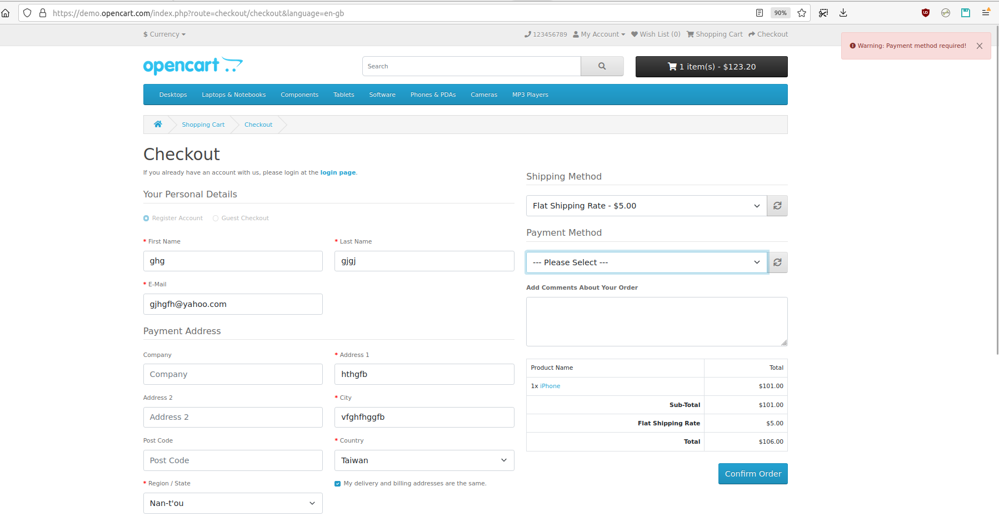 https://demo.opencart.com/index.php?route=checkout/checkout&language=en-gb
90%
$ Currency
123456789 My Account Wish List (0) Shopping Cart Checkout
Warning: Payment method required!
opencart
Search
1 item(s) - $123.20
Desktops Laptops & Notebooks Components Tablets Software Phones & PDAs Cameras MP3 Players
Shopping Cart Checkout
Checkout
If you already have an account with us, please login at the login page.
Your Personal Details
Register Account Guest Checkout
* First Name
ghg
* Last Name
gjgj
* E-Mail
gjhgfh@yahoo.com
Payment Address
Company
Company
* Address 1
hthgfb
Address 2
Address 2
* City
vfghfhggfb
Post Code
Post Code
* Country
Taiwan
* Region / State
Nan-t'ou
My delivery and billing addresses are the same.
Shipping Method
Flat Shipping Rate - $5.00
Payment Method
--- Please Select ---
Add Comments About Your Order
Product Name Total
1x iPhone $101.00
Sub-Total $101.00
Flat Shipping Rate $5.00
Total $106.00
Confirm Order